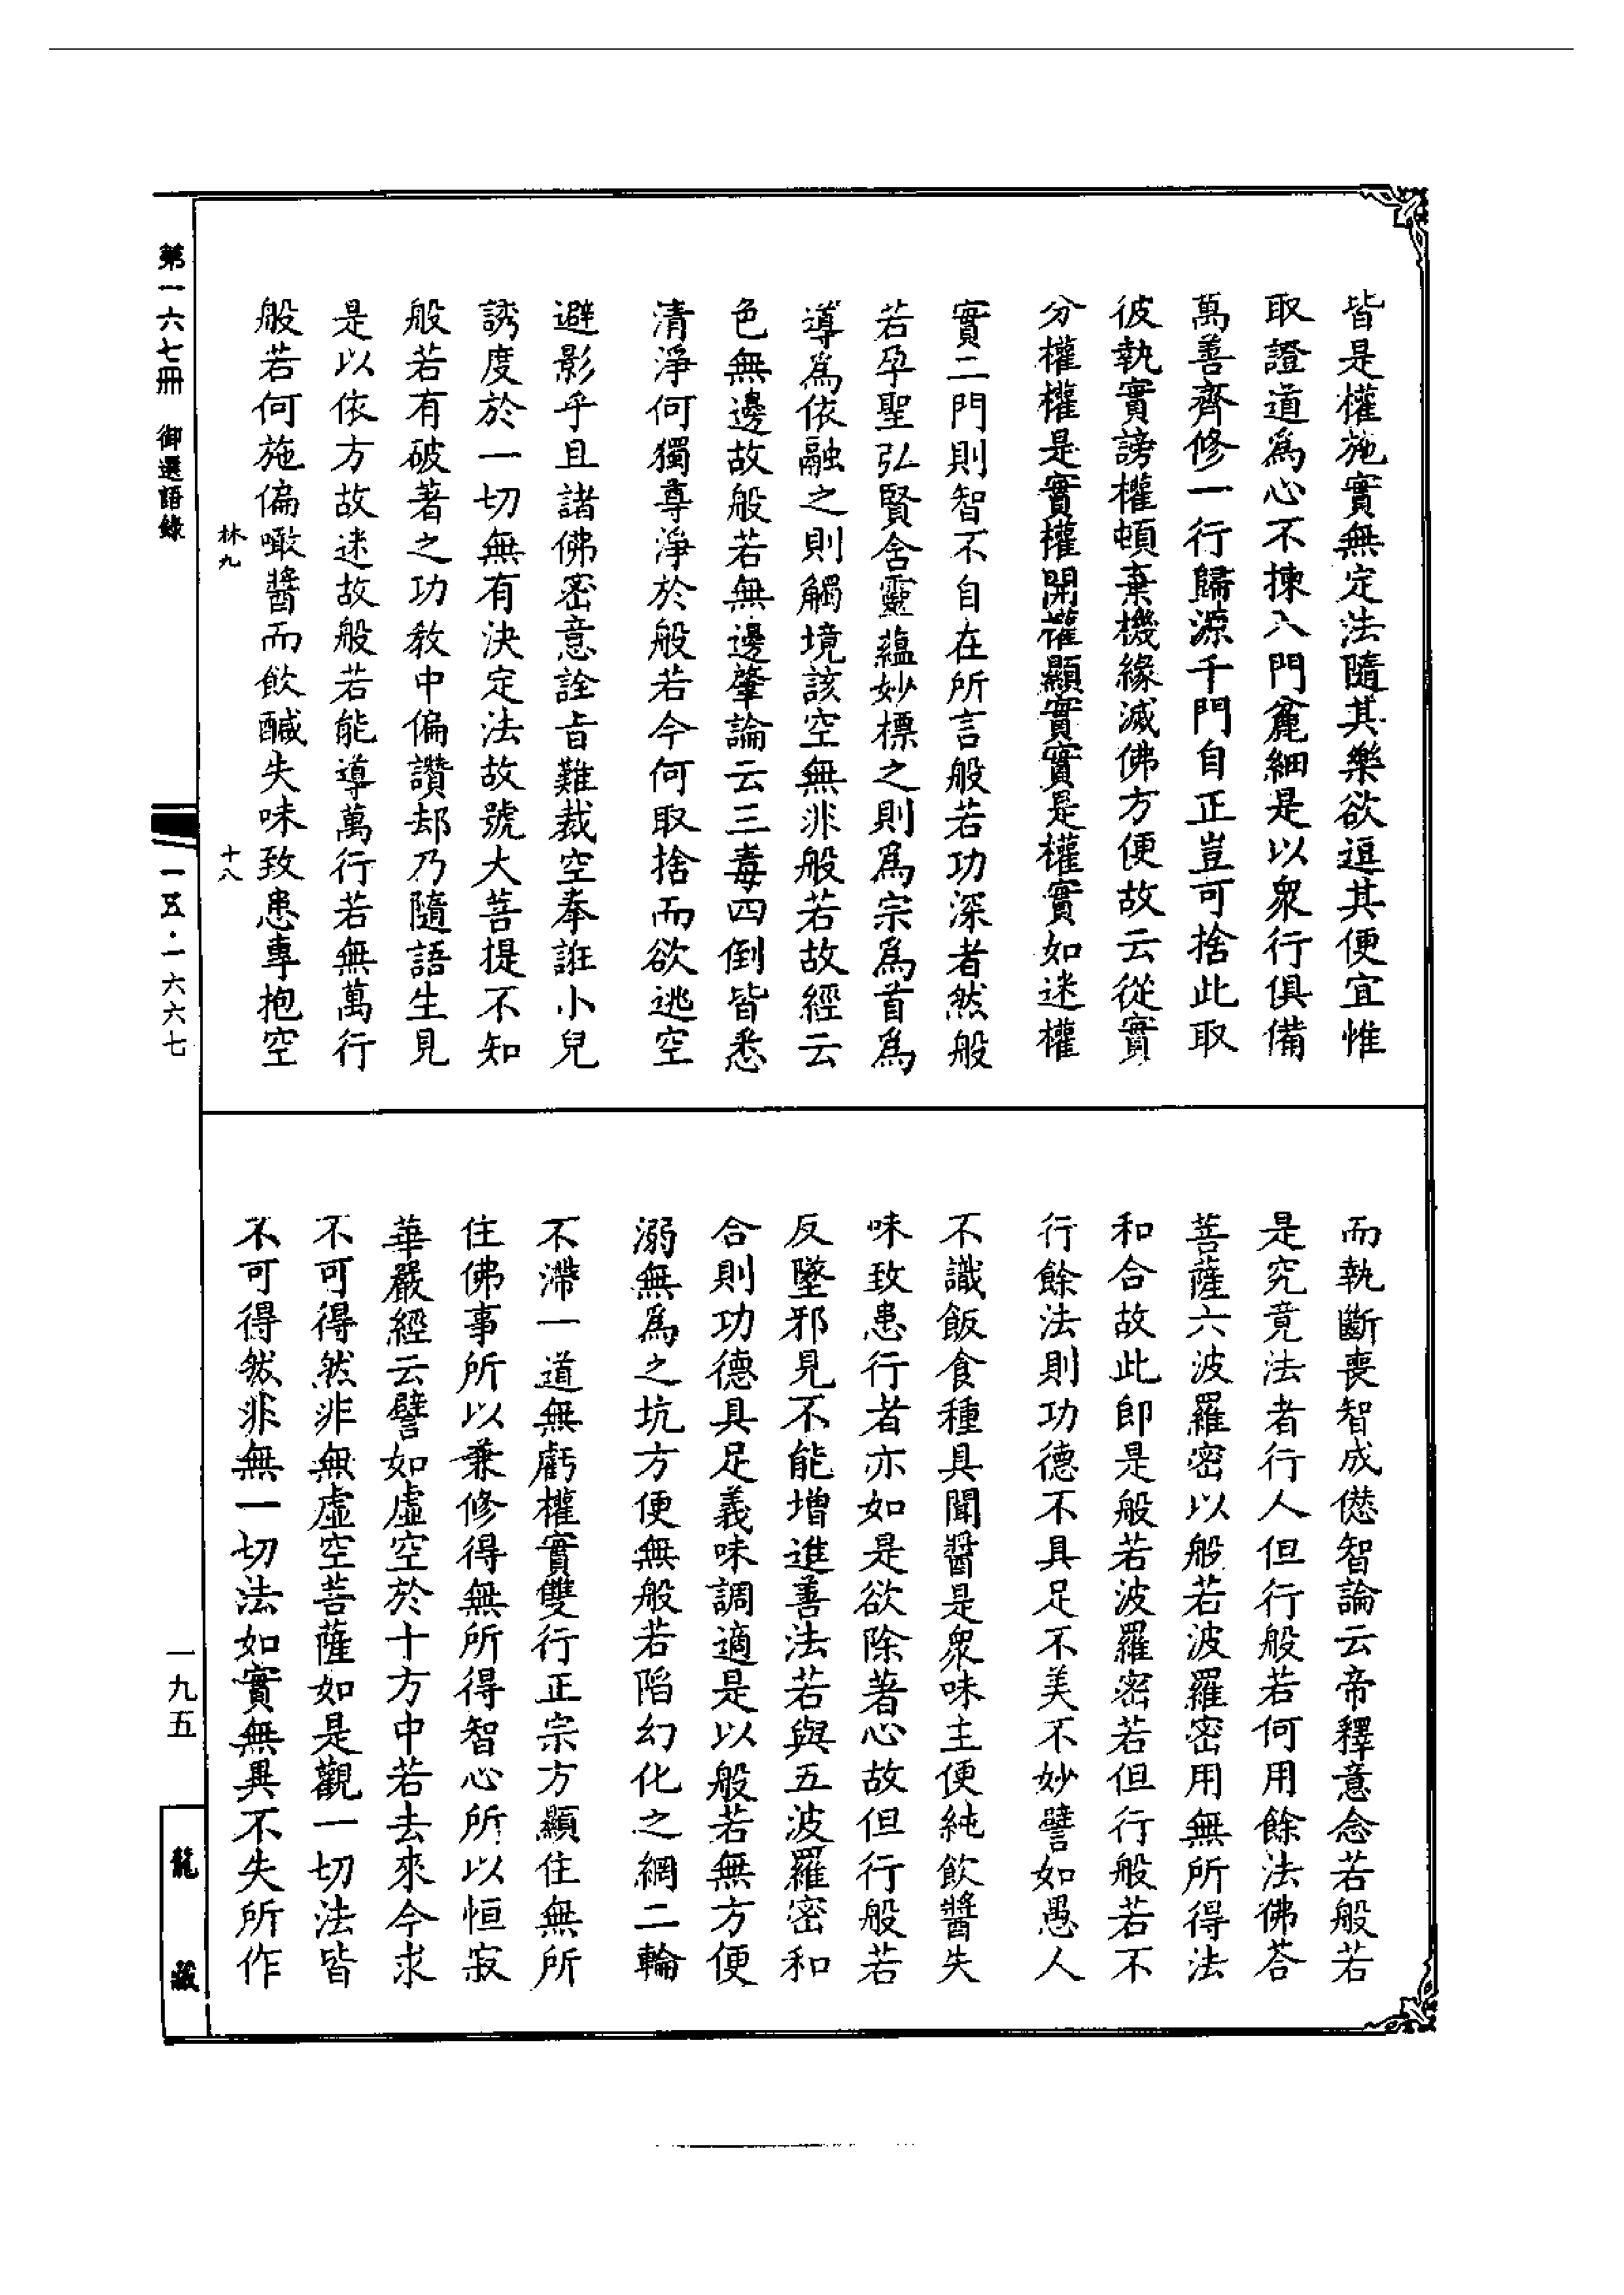 皆是權施實無定法隨其樂欲逗其便宜惟
取證道爲心不揀入門麄細是以衆行俱備
萬善齊修一行歸源千門自正豈可捨此取
彼執實謗權頓棄機緣滅佛方便故云從實
分權權是實權開權顯實實是權實如迷權
實二門則智不自在所言般若功深者然般
若孕聖弘賢含靈蘊妙標之則爲宗爲首爲
導爲依融之則觸境該空無非般若故經云
色無邊故般若無邊肇論云三毒四倒皆悉
清淨何獨尊淨於般若今何取捨而欲逃空
避影乎且諸佛密意詮旨難裁空拳誑小兒
誘度於一切無有決定法故號大菩提不知
般若有破著之功教中偏讚却乃隨語生見
是以依方故迷故般若能導萬行若無萬行
般若何施偏噉醬而飲醎失味致患專抱空
而執斷喪智成僁智論云帝釋意念若般若
是究竟法者行人但行般若何用餘法佛荅
菩薩六波羅密以般若波羅密用無所得法
和合故此卽是般若波羅密若但行般若不
行餘法則功德不具足不美不妙譬如愚人
不識飯食種具聞醬是衆味主便純飲醬失
味致患行者亦如是欲除著心故但行般若
反墜邪見不能增進善法若與五波羅密和
合則功德具足義味調適是以般若無方便
溺無爲之坑方便無般若陷幻化之網二輪
不滯一道無虧權實雙行正宗方顯住無所
住佛事所以兼修得無所得智心所以恒寂
華嚴經云譬如虛空於十方中若去來今求
不可得然非無虛空菩薩如是觀一切法皆
不可得然非無一切法如實無異不失所作
林九
十八
第一六七冊 御選語錄
一五·一六六七
一九五
龍藏